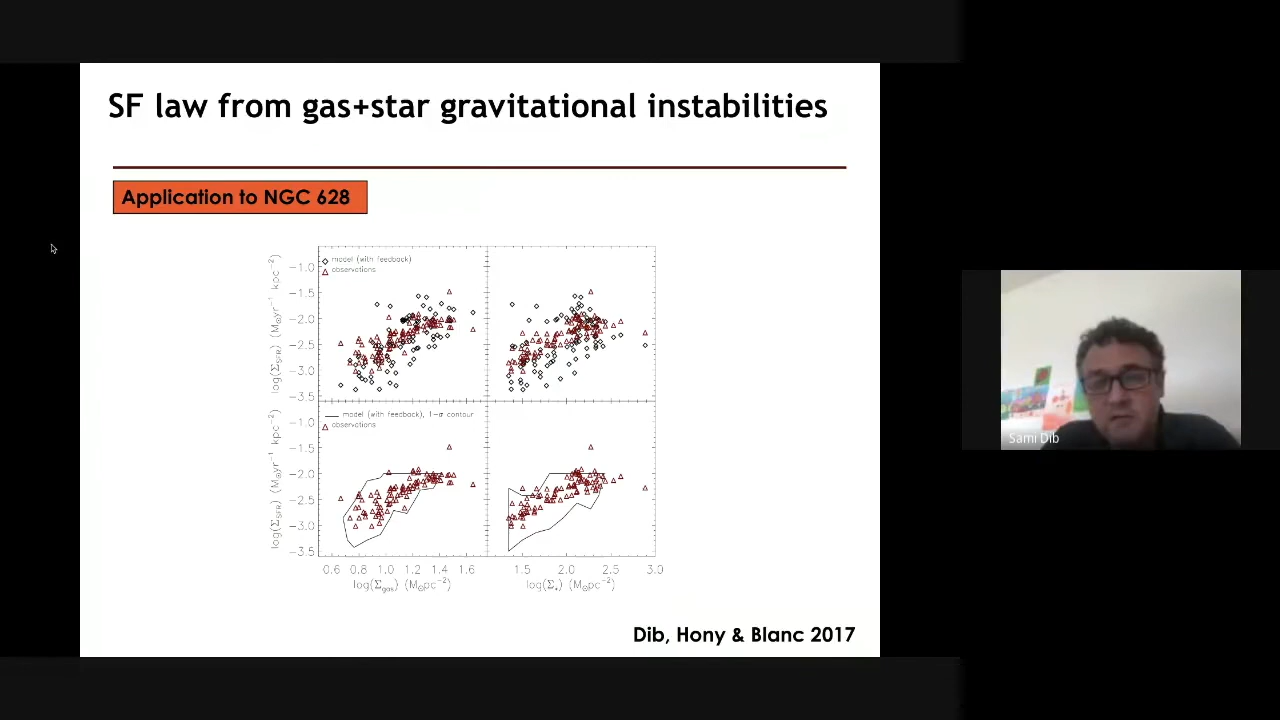 SF law from gas+star gravitational instabilities
Application to NGC 628
model (with feedback)
observations
log(Σ_SFR) (M⊙yr⁻¹ kpc⁻²)
−1.0
−1.5
−2.0
−2.5
−3.0
−3.5
model (with feedback), 1−σ contour
observations
log(Σ_SFR) (M⊙yr⁻¹ kpc⁻²)
−1.0
−1.5
−2.0
−2.5
−3.0
−3.5
0.6 0.8 1.0 1.2 1.4 1.6 1.5 2.0 2.5 3.0
log(Σ_gas) (M⊙pc⁻²) log(Σ_*) (M⊙pc⁻²)
Dib, Hony & Blanc 2017
Sami Dib